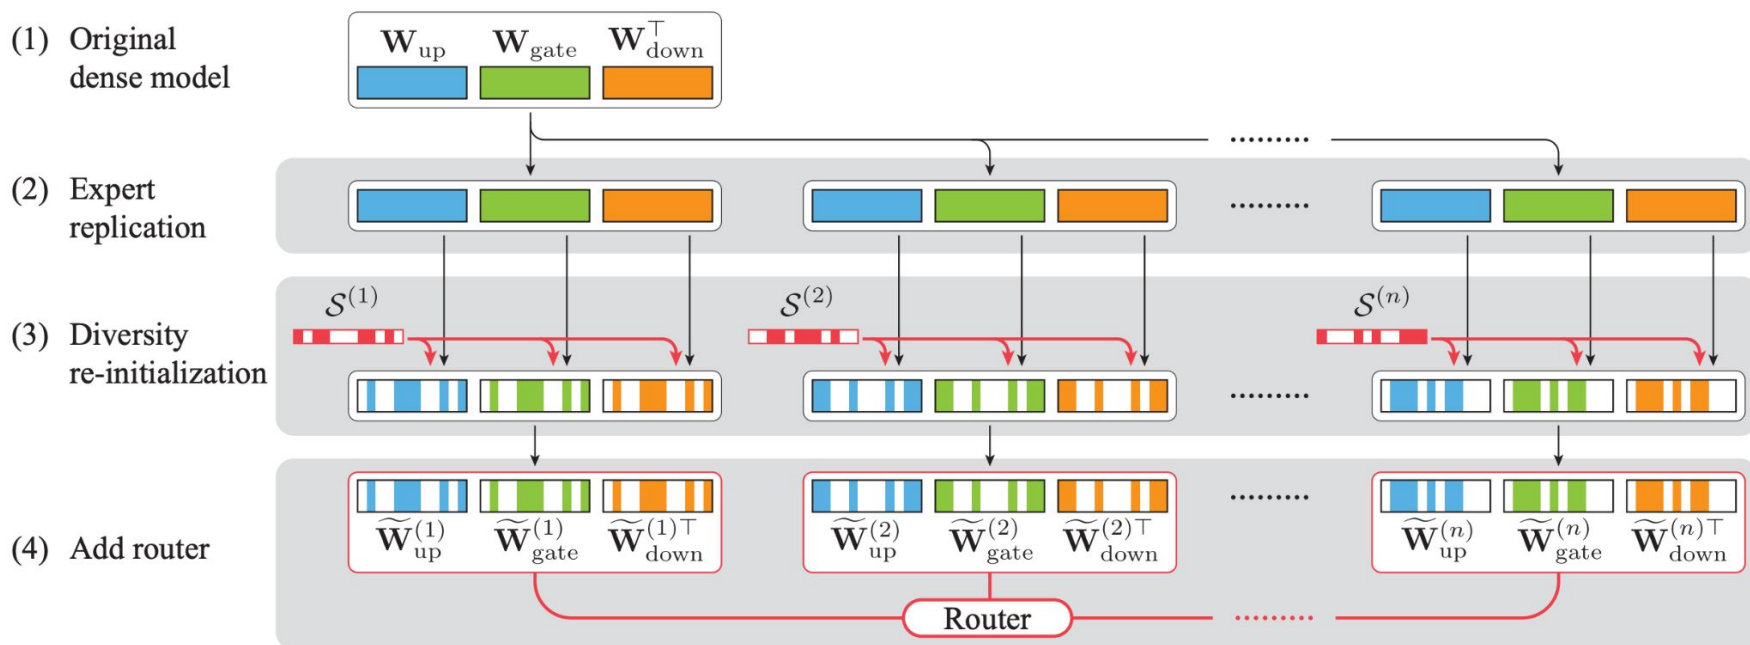 (1) Original
dense model
W_up W_gate W_down^⊤
(2) Expert
replication
(3) Diversity
re-initialization
S^(1) S^(2) S^(n)
(4) Add router
W̃_up^(1) W̃_gate^(1) W̃_down^(1)⊤ W̃_up^(2) W̃_gate^(2) W̃_down^(2)⊤ W̃_up^(n) W̃_gate^(n) W̃_down^(n)⊤
Router